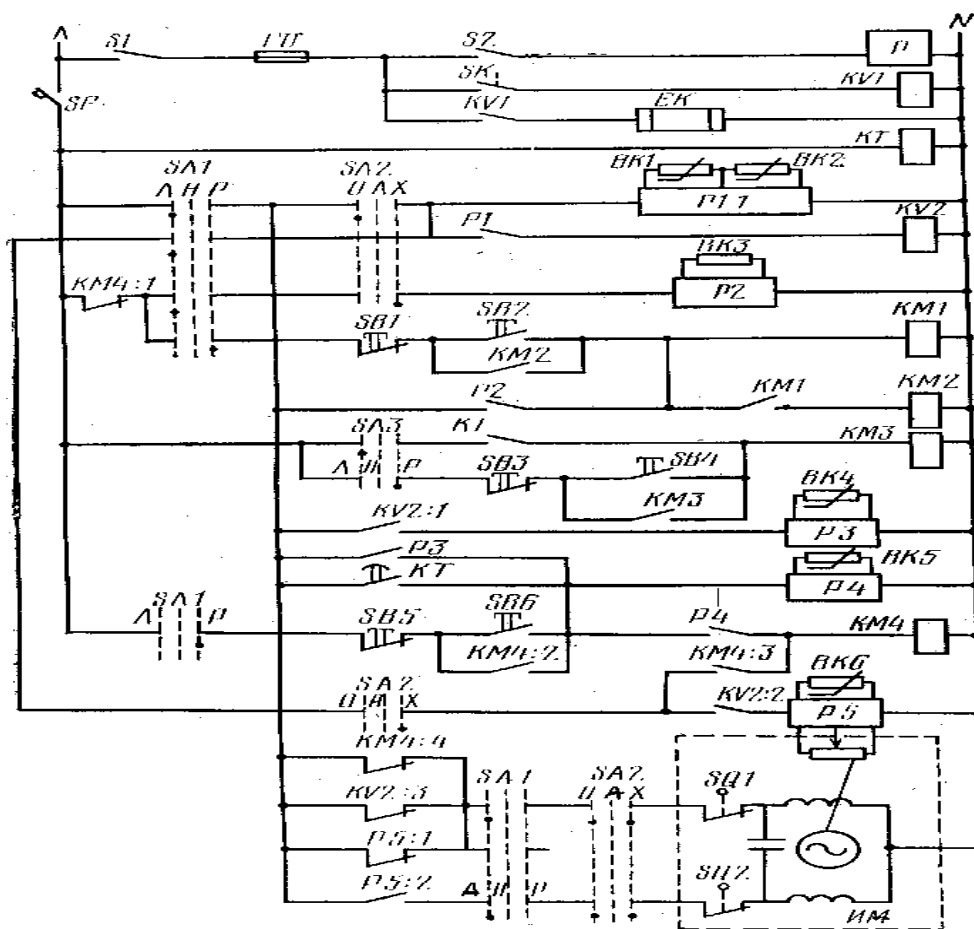 Λ N
S1 ГП S2 П
SK KV1
SP KV1 EK
KT
SA1 SA2 BK1 BK2
Λ Н Р U A X P11
P1 KV2
BK3
KM4:1 P2
SB1 SB2 KM1
KM2
P2 KM1 KM2
SA3 KT KM3
Λ Н Р SB3 SB4
KM3 BK4
KV2:1 P3
P3 BK5
KT P4
SA1 SB5 SB6 P4 KM4
Λ Р
KM4:2 KM4:3 BK6
SA2 KV2:2
U A X P5
KM4:4
SA1 SA2 SQ1
KV2:3 U A X
P5:1
P5:2 A Н Р SQ2
ИМ